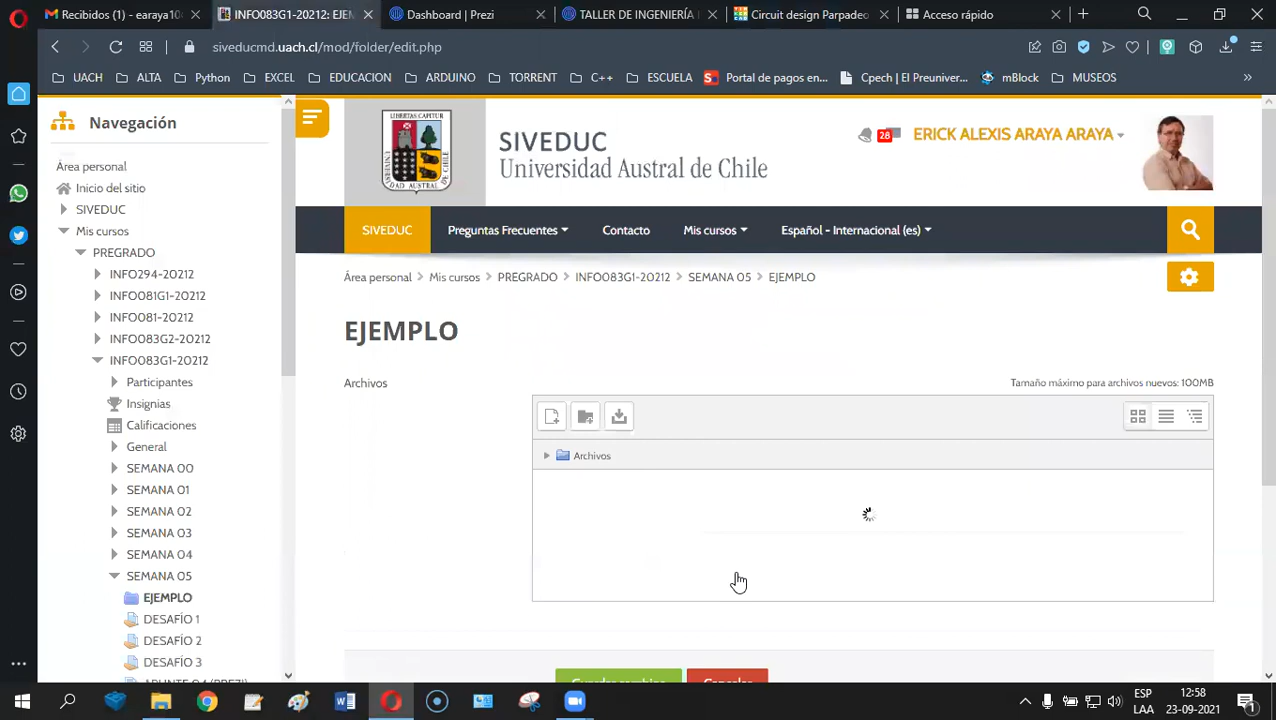 Recibidos (1) - earaya10
INFO083G1-20212: EJEM
Dashboard | Prezi
TALLER DE INGENIERÍA I
Circuit design Parpadeo
Acceso rápido
siveducmd.uach.cl/mod/folder/edit.php
UACH
ALTA
Python
EXCEL
EDUCACION
ARDUINO
TORRENT
C++
ESCUELA
Portal de pagos en...
Cpech | El Preuniver...
mBlock
MUSEOS
Navegación
Área personal
Inicio del sitio
SIVEDUC
Mis cursos
PREGRADO
INFO294-20212
INFO081G1-20212
INFO081-20212
INFO083G2-20212
INFO083G1-20212
Participantes
Insignias
Calificaciones
General
SEMANA 00
SEMANA 01
SEMANA 02
SEMANA 03
SEMANA 04
SEMANA 05
EJEMPLO
DESAFÍO 1
DESAFÍO 2
DESAFÍO 3
LIBERTAS CAPITUR
UNIVERSIDAD AUSTRAL DE CHILE
SIVEDUC
Universidad Austral de Chile
28
ERICK ALEXIS ARAYA ARAYA
SIVEDUC
Preguntas Frecuentes
Contacto
Mis cursos
Español - Internacional (es)
Área personal
Mis cursos
PREGRADO
INFO083G1-20212
SEMANA 05
EJEMPLO
EJEMPLO
Archivos
Tamaño máximo para archivos nuevos: 100MB
Archivos
ESP
LAA
12:58
23-09-2021
1